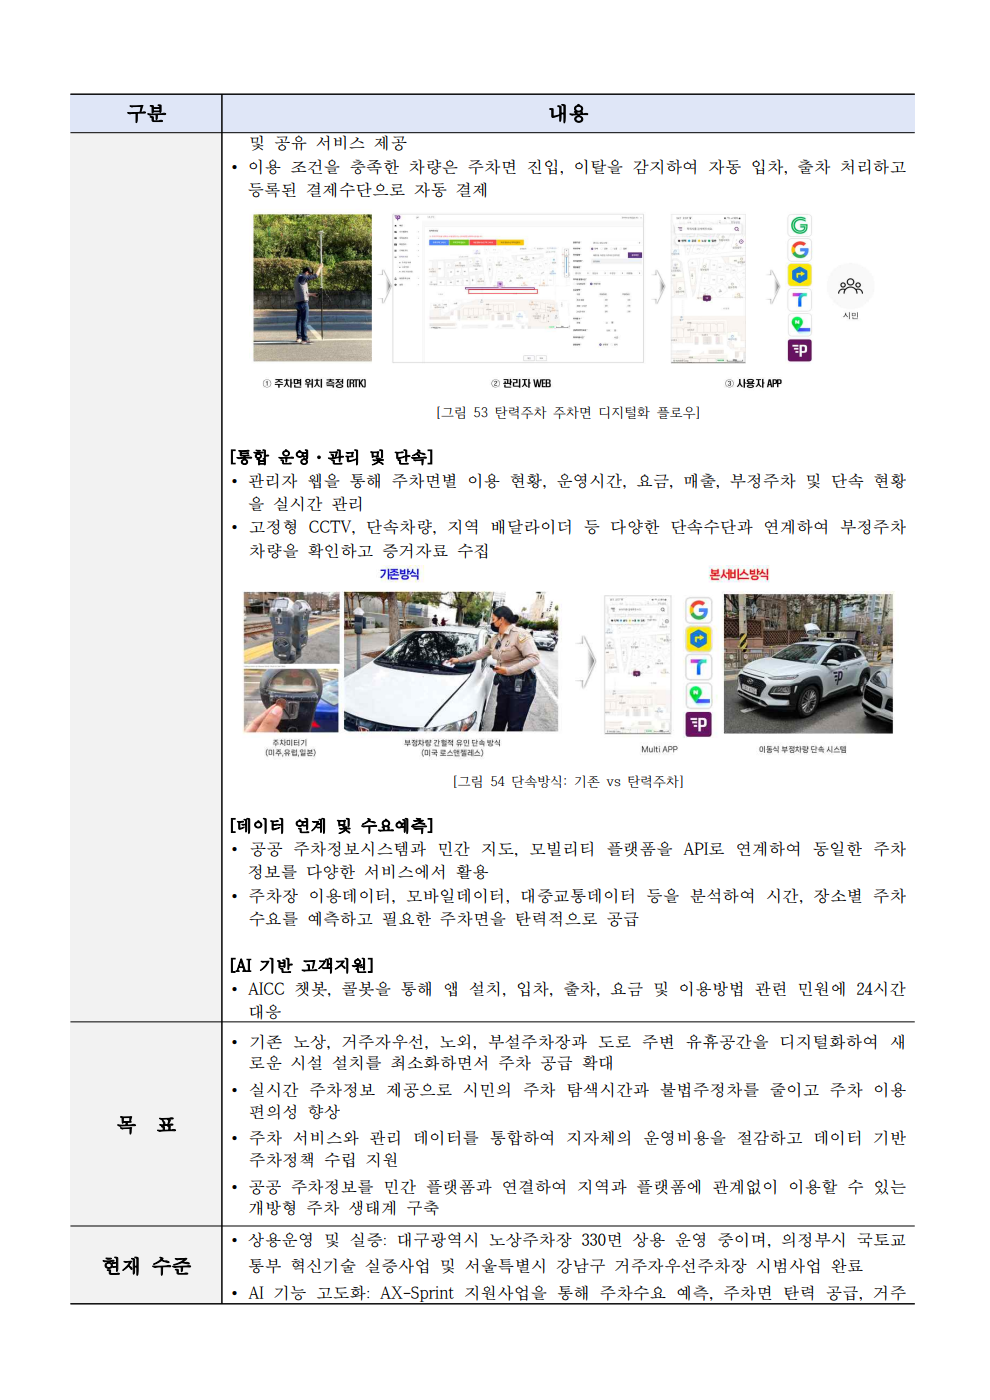 구분
내용
및 공유 서비스 제공
• 이용 조건을 충족한 차량은 주차면 진입, 이탈을 감지하여 자동 입차, 출차 처리하고
등록된 결제수단으로 자동 결제
시민
① 주차면 위치 측정 (RTK)
② 관리자 WEB
③ 사용자 APP
[그림 53 탄력주차 주차면 디지털화 플로우]
[통합 운영·관리 및 단속]
• 관리자 웹을 통해 주차면별 이용 현황, 운영시간, 요금, 매출, 부정주차 및 단속 현황
을 실시간 관리
• 고정형 CCTV, 단속차량, 지역 배달라이더 등 다양한 단속수단과 연계하여 부정주차
차량을 확인하고 증거자료 수집
기존방식
본서비스방식
주차미터기
(미주,유럽,일본)
부정차량 간헐적 유인 단속 방식
(미국 로스앤젤레스)
Multi APP
이동식 부정차량 단속 시스템
[그림 54 단속방식: 기존 vs 탄력주차]
[데이터 연계 및 수요예측]
• 공공 주차정보시스템과 민간 지도, 모빌리티 플랫폼을 API로 연계하여 동일한 주차
정보를 다양한 서비스에서 활용
• 주차장 이용데이터, 모바일데이터, 대중교통데이터 등을 분석하여 시간, 장소별 주차
수요를 예측하고 필요한 주차면을 탄력적으로 공급
[AI 기반 고객지원]
• AICC 챗봇, 콜봇을 통해 앱 설치, 입차, 출차, 요금 및 이용방법 관련 민원에 24시간
대응
목 표
• 기존 노상, 거주자우선, 노외, 부설주차장과 도로 주변 유휴공간을 디지털화하여 새
로운 시설 설치를 최소화하면서 주차 공급 확대
• 실시간 주차정보 제공으로 시민의 주차 탐색시간과 불법주정차를 줄이고 주차 이용
편의성 향상
• 주차 서비스와 관리 데이터를 통합하여 지자체의 운영비용을 절감하고 데이터 기반
주차정책 수립 지원
• 공공 주차정보를 민간 플랫폼과 연결하여 지역과 플랫폼에 관계없이 이용할 수 있는
개방형 주차 생태계 구축
현재 수준
• 상용운영 및 실증: 대구광역시 노상주차장 330면 상용 운영 중이며, 의정부시 국토교
통부 혁신기술 실증사업 및 서울특별시 강남구 거주자우선주차장 시범사업 완료
• AI 기능 고도화: AX-Sprint 지원사업을 통해 주차수요 예측, 주차면 탄력 공급, 거주